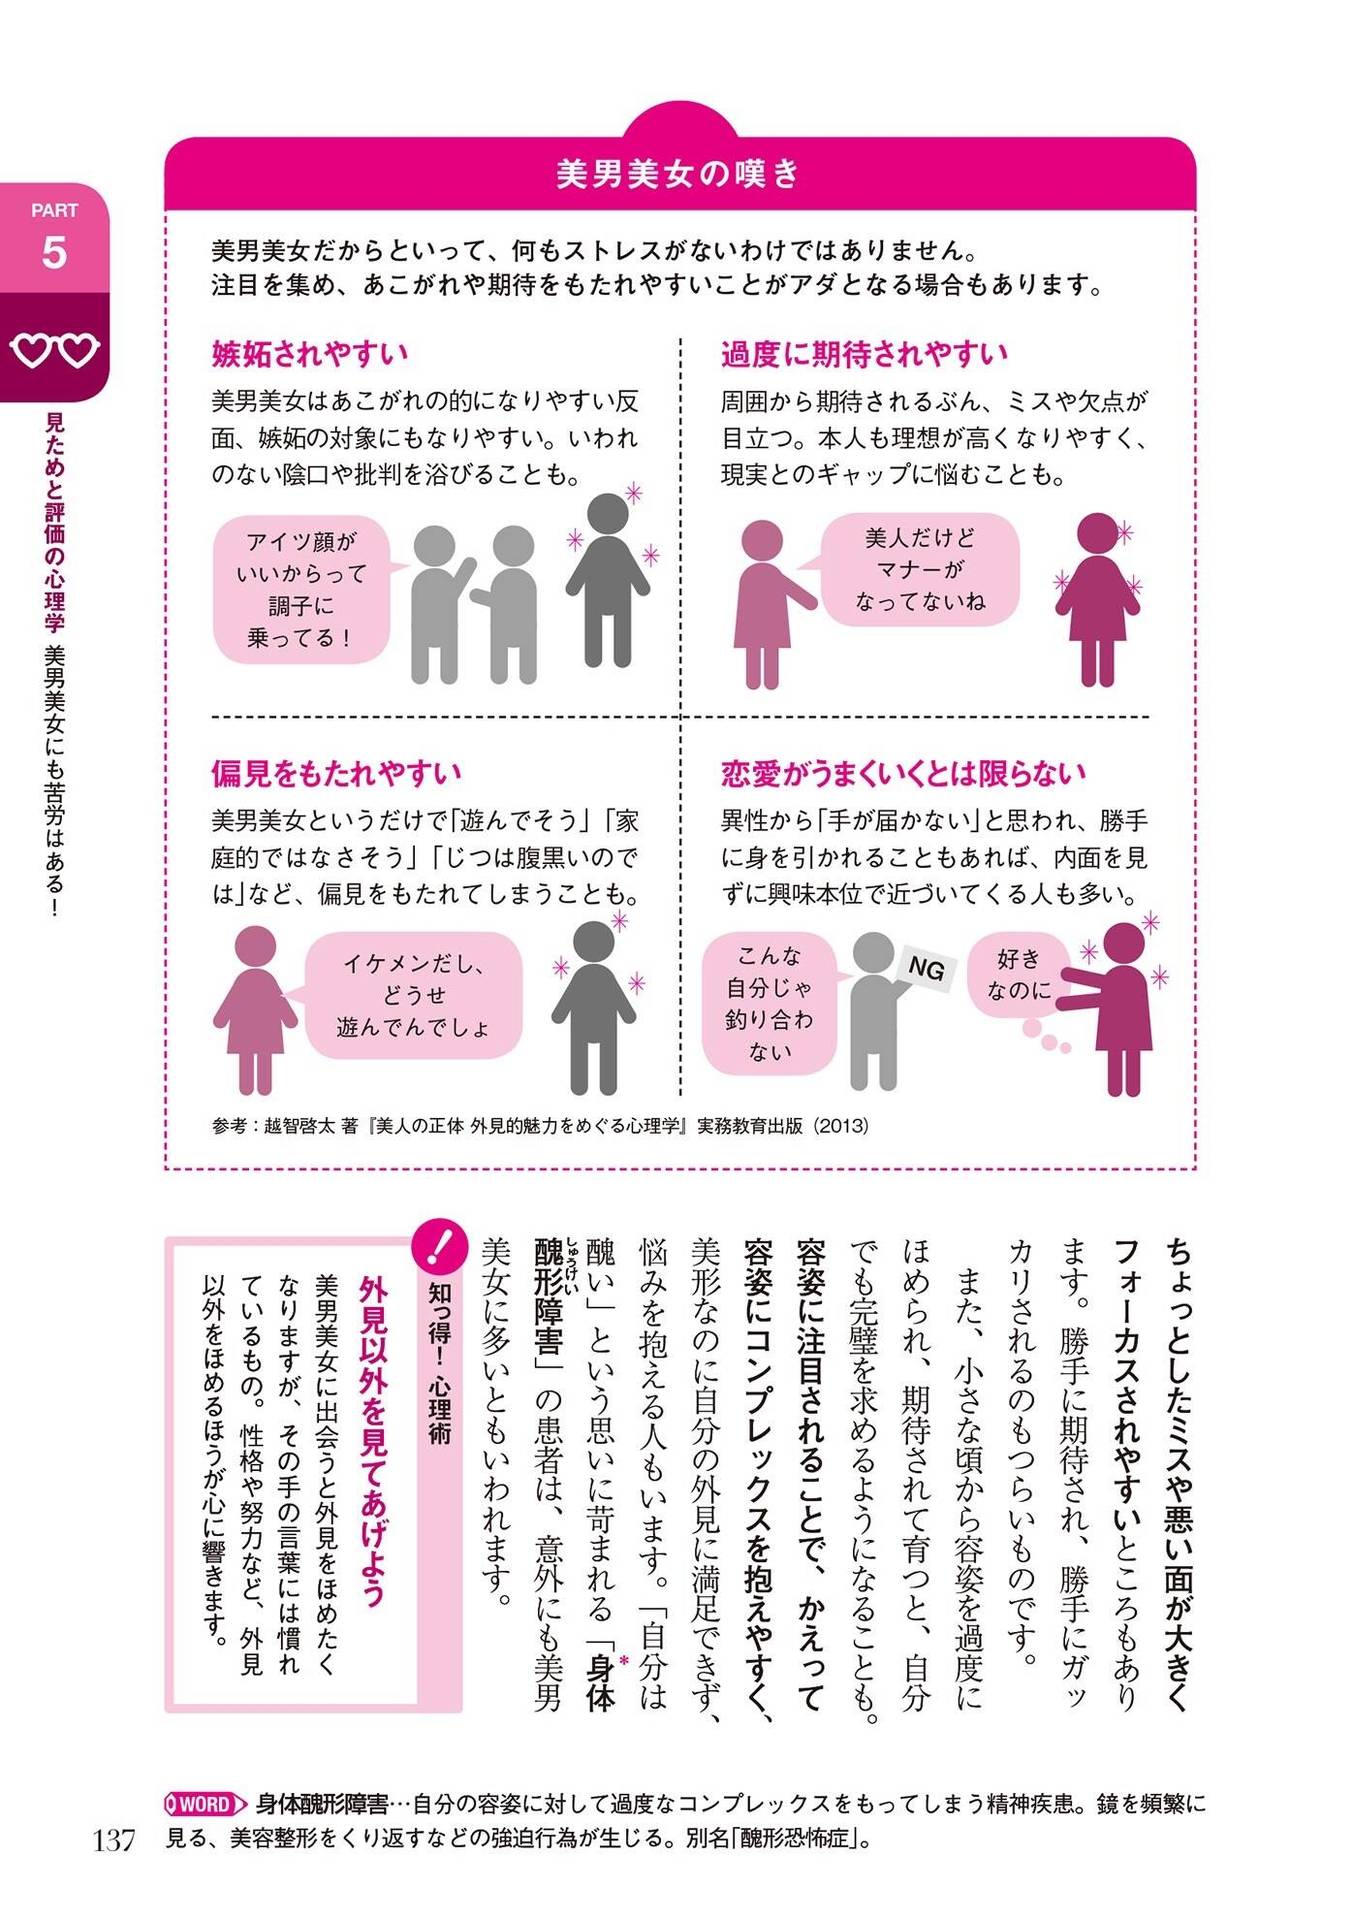 PART
5
見ためと評価の心理学 美男美女にも苦労はある！
美男美女の嘆き
美男美女だからといって、何もストレスがないわけではありません。
注目を集め、あこがれや期待をもたれやすいことがアダとなる場合もあります。
嫉妬されやすい
美男美女はあこがれの的になりやすい反
面、嫉妬の対象にもなりやすい。いわれ
のない陰口や批判を浴びることも。
アイツ顔が
いいからって
調子に
乗ってる！
過度に期待されやすい
周囲から期待されるぶん、ミスや欠点が
目立つ。本人も理想が高くなりやすく、
現実とのギャップに悩むことも。
美人だけど
マナーが
なってないね
偏見をもたれやすい
美男美女というだけで「遊んでそう」「家
庭的ではなさそう」「じつは腹黒いので
は」など、偏見をもたれてしまうことも。
イケメンだし、
どうせ
遊んでんでしょ
恋愛がうまくいくとは限らない
異性から「手が届かない」と思われ、勝手
に身を引かれることもあれば、内面を見
ずに興味本位で近づいてくる人も多い。
こんな
自分じゃ
釣り合わ
ない
NG
好き
なのに
参考：越智啓太 著『美人の正体 外見的魅力をめぐる心理学』実務教育出版（2013）
ちょっとしたミスや悪い面が大きく
フォーカスされやすいところもあり
ます。勝手に期待され、勝手にガッ
カリされるのもつらいものです。
また、小さな頃から容姿を過度に
ほめられ、期待されて育つと、自分
でも完璧を求めるようになることも。
容姿に注目されることで、かえって
容姿にコンプレックスを抱えやすく、
美形なのに自分の外見に満足できず、
悩みを抱える人もいます。「自分は
醜い」という思いに苛まれる「身体*
醜形障害」の患者は、意外にも美男
しゅうけい
美女に多いともいわれます。
！
知っ得！ 心理術
外見以外を見てあげよう
美男美女に出会うと外見をほめたく
なりますが、その手の言葉には慣れ
ているもの。性格や努力など、外見
以外をほめるほうが心に響きます。
WORD 身体醜形障害…自分の容姿に対して過度なコンプレックスをもってしまう精神疾患。鏡を頻繁に
見る、美容整形をくり返すなどの強迫行為が生じる。別名「醜形恐怖症」。
137